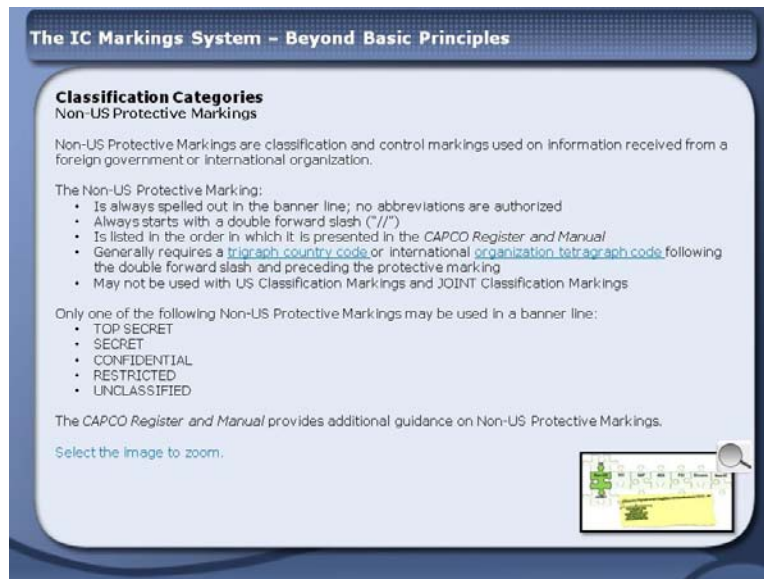 The IC Markings System – Beyond Basic Principles
Classification Categories
Non-US Protective Markings
Non-US Protective Markings are classification and control markings used on information received from a
foreign government or international organization.
The Non-US Protective Marking:
• Is always spelled out in the banner line; no abbreviations are authorized
• Always starts with a double forward slash ("//")
• Is listed in the order in which it is presented in the CAPCO Register and Manual
• Generally requires a trigraph country code or international organization tetragraph code following
the double forward slash and preceding the protective marking
• May not be used with US Classification Markings and JOINT Classification Markings
Only one of the following Non-US Protective Markings may be used in a banner line:
• TOP SECRET
• SECRET
• CONFIDENTIAL
• RESTRICTED
• UNCLASSIFIED
The CAPCO Register and Manual provides additional guidance on Non-US Protective Markings.
Select the image to zoom.